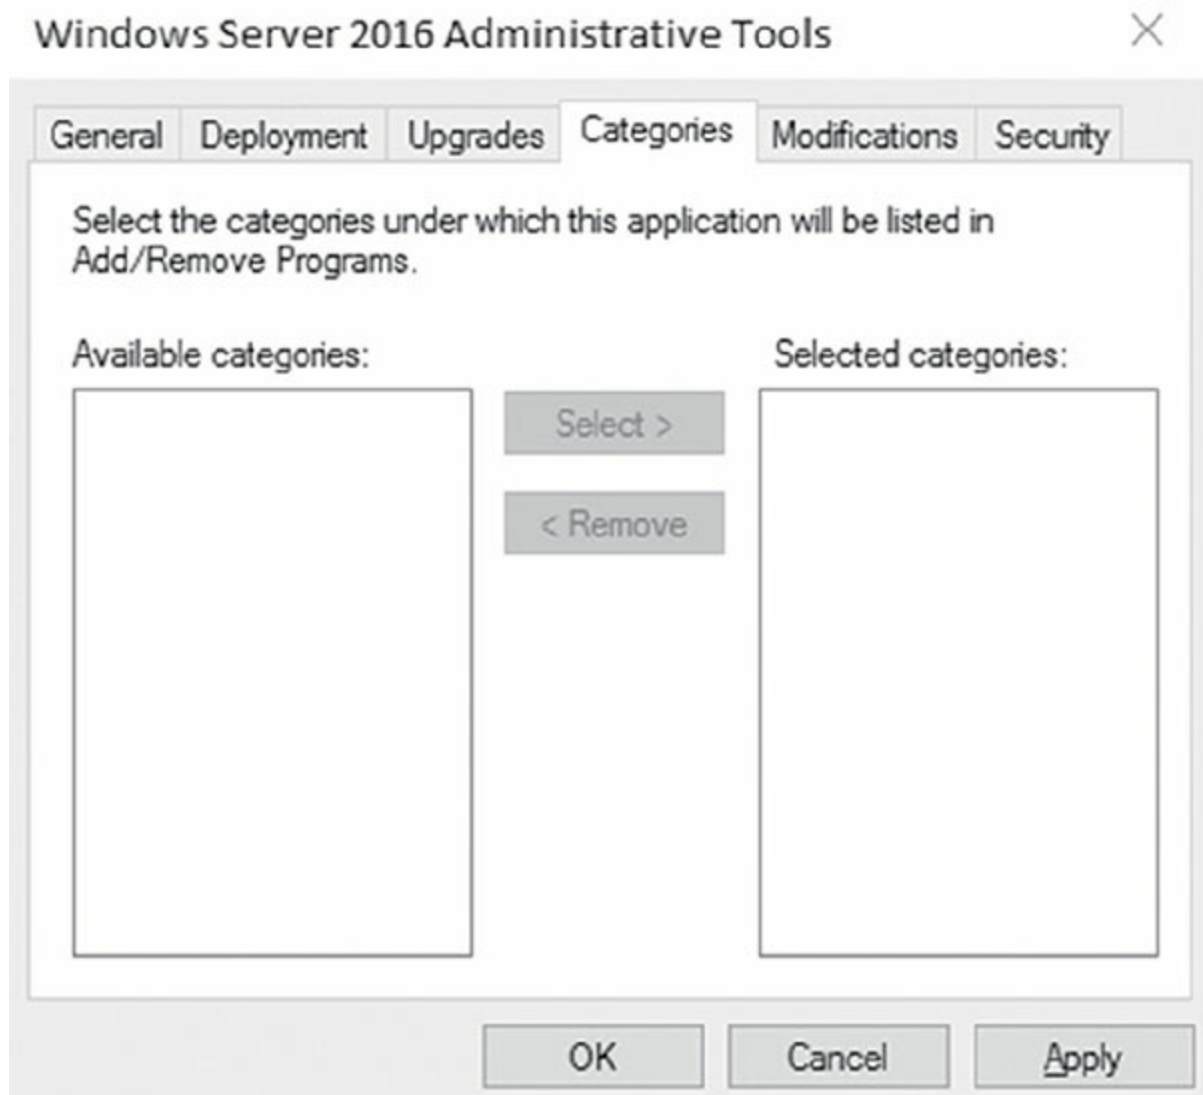 Windows Server 2016 Administrative Tools
General Deployment Upgrades Categories Modifications Security
Select the categories under which this application will be listed in
Add/Remove Programs.
Available categories: Selected categories:
Select >
< Remove
OK Cancel Apply